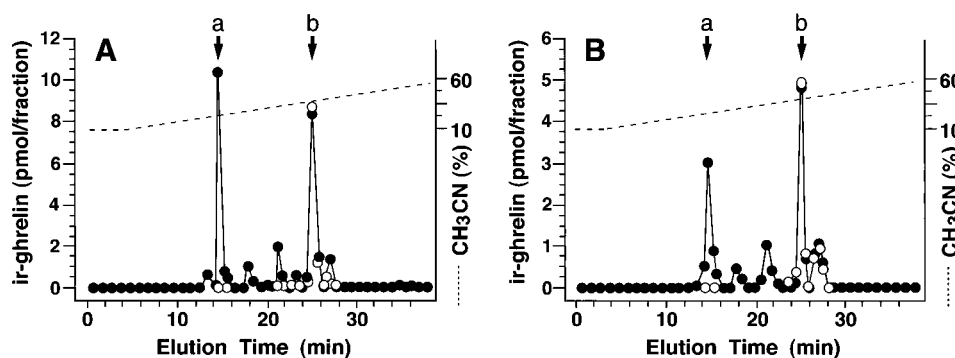 a b
12 A
10
8
6
4
2
0
ir-ghrelin (pmol/fraction)
60
10
CH3CN (%)
0 10 20 30
Elution Time (min)
a b
6 B
5
4
3
2
1
0
ir-ghrelin (pmol/fraction)
60
10
CH3CN (%)
0 10 20 30
Elution Time (min)